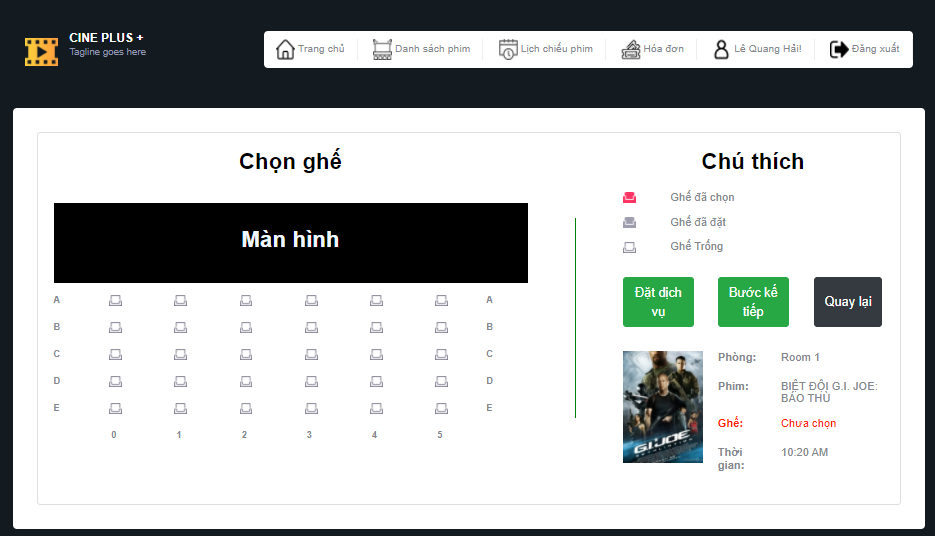 CINE PLUS +
Tagline goes here
Trang chủ
Danh sách phim
Lịch chiếu phim
Hóa đơn
Lê Quang Hải!
Đăng xuất
Chọn ghế
Màn hình
A A
B B
C C
D D
E E
0 1 2 3 4 5
Chú thích
Ghế đã chọn
Ghế đã đặt
Ghế Trống
Đặt dịch
vụ
Bước kế
tiếp
Quay lại
G.I.JOE
Phòng: Room 1
Phim: BIỆT ĐỘI G.I. JOE:
BÁO THÙ
Ghế: Chưa chọn
Thời
gian: 10:20 AM